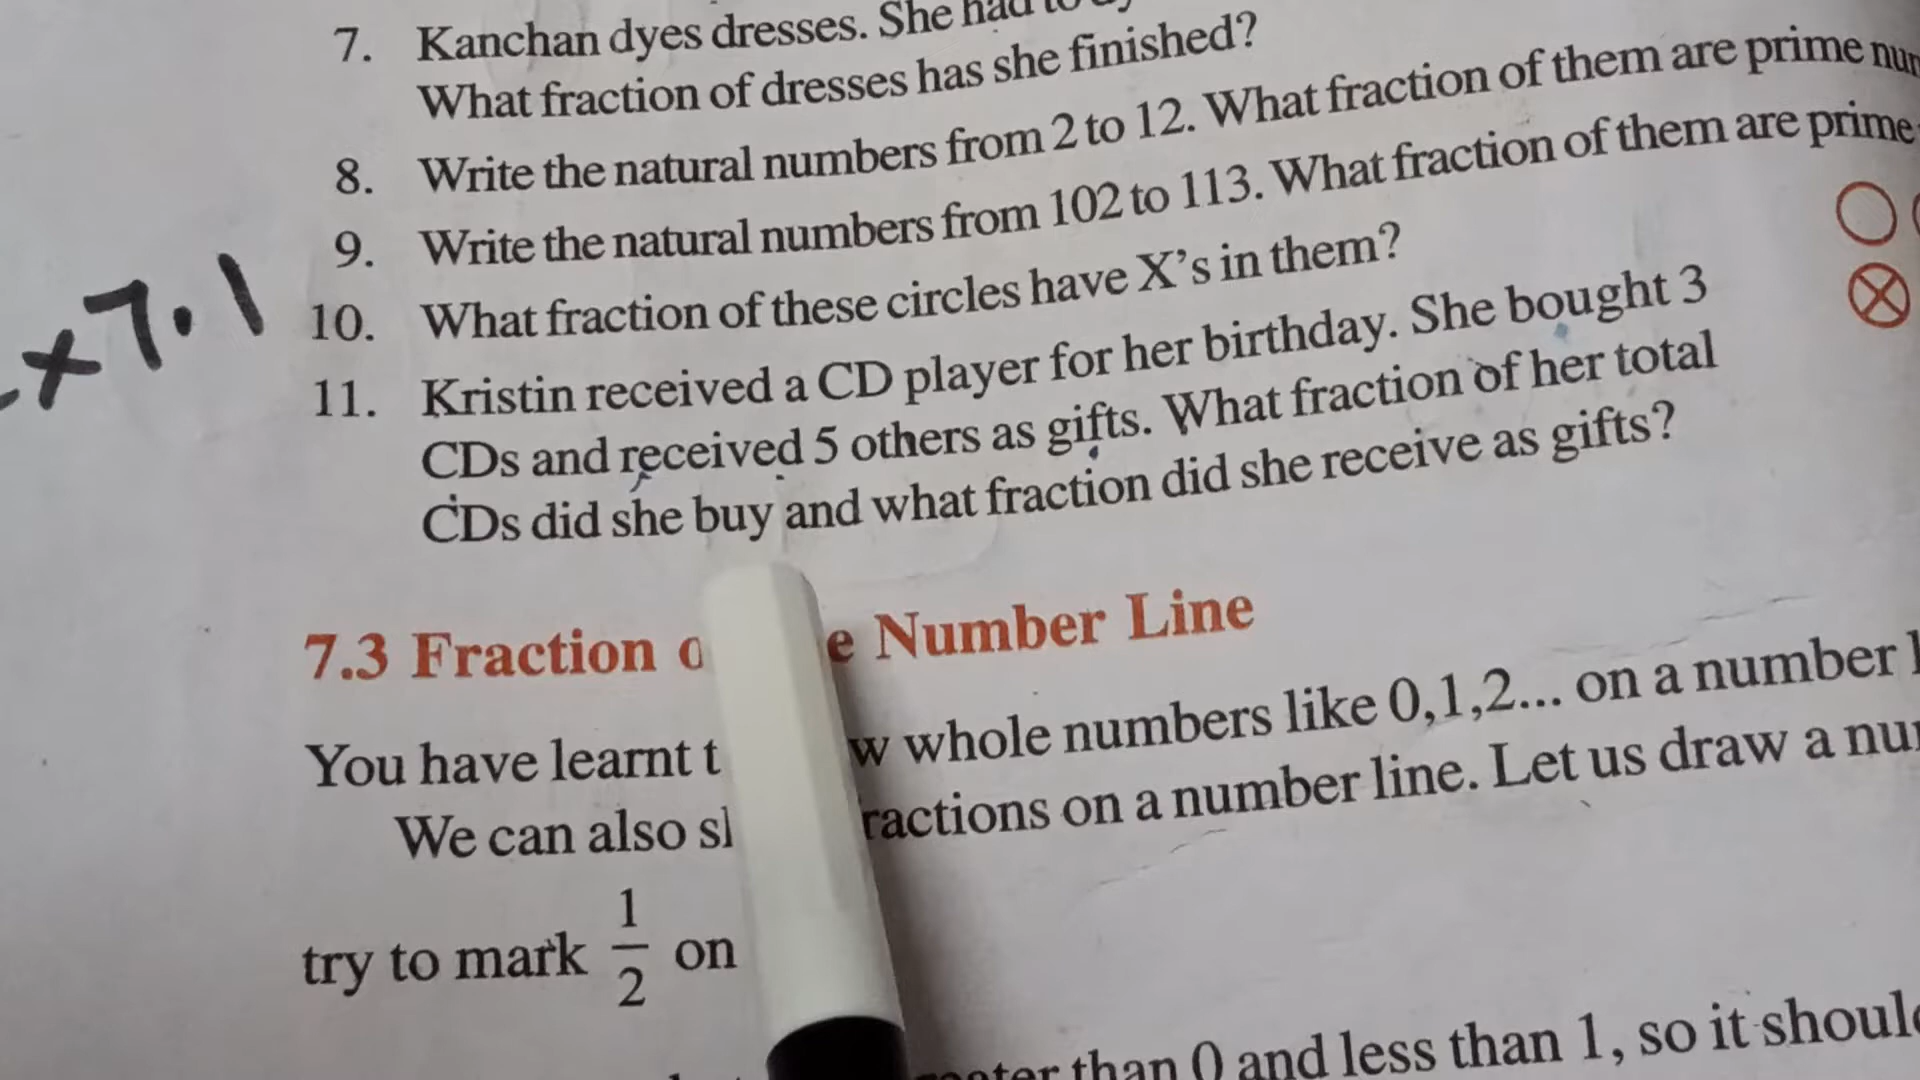 7. Kanchan dyes dresses. She had to
What fraction of dresses has she finished?
8. Write the natural numbers from 2 to 12. What fraction of them are prime
9. Write the natural numbers from 102 to 113. What fraction of them are prime
10. What fraction of these circles have X's in them?
11. Kristin received a CD player for her birthday. She bought 3
CDs and received 5 others as gifts. What fraction of her total
CDs did she buy and what fraction did she receive as gifts?
x7.1
7.3 Fraction Number Line
You have learnt whole numbers like 0,1,2... on a number
We can also on a number line. Let us draw a
try to mark 1/2 on
than 0 and less than 1, so it